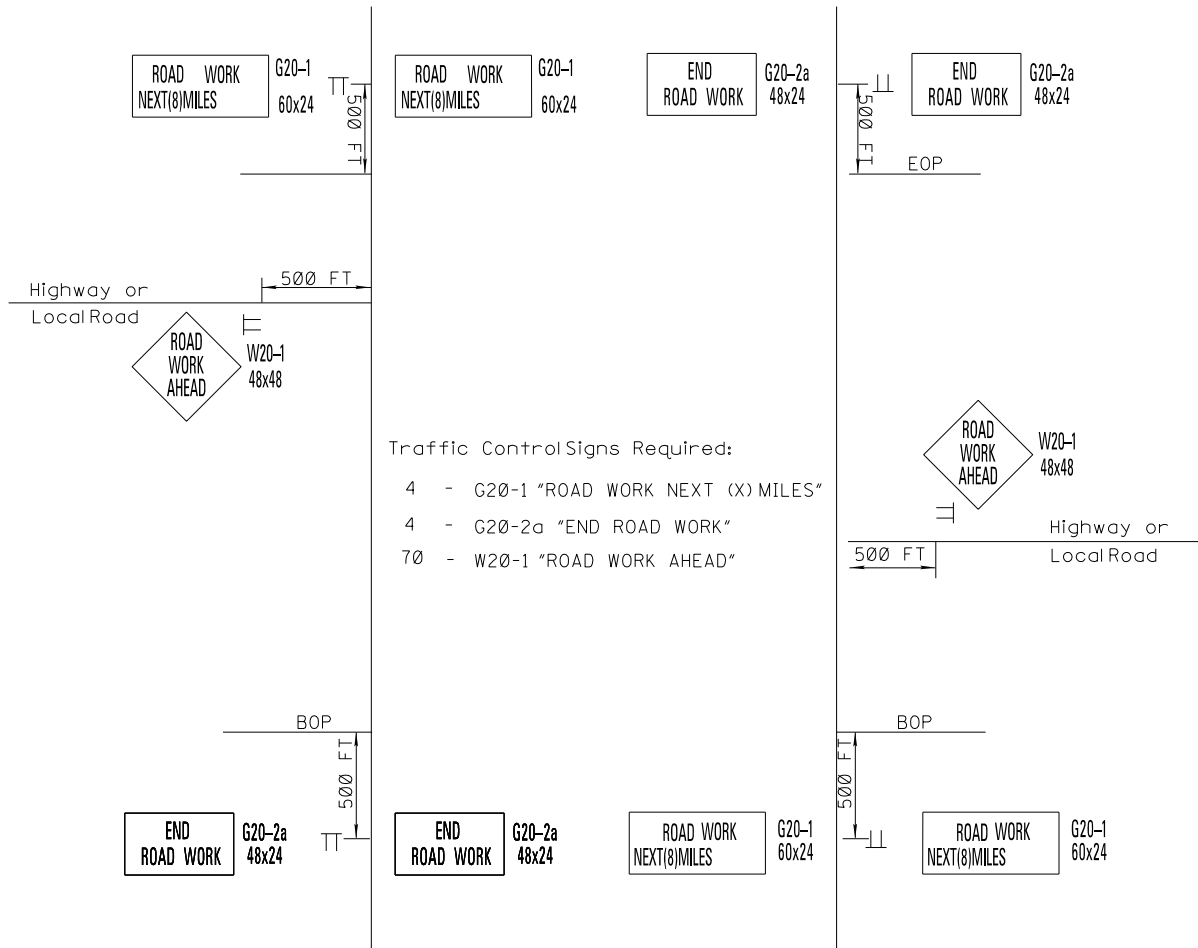 ROAD WORK
NEXT(8)MILES
G20-1
60x24
500 FT
ROAD WORK
NEXT(8)MILES
G20-1
60x24
END
ROAD WORK
G20-2a
48x24
500 FT
END
ROAD WORK
G20-2a
48x24
EOP
500 FT
Highway or
Local Road
ROAD
WORK
AHEAD
W20-1
48x48
Traffic Control Signs Required:
4 - G20-1 "ROAD WORK NEXT (X) MILES"
4 - G20-2a "END ROAD WORK"
70 - W20-1 "ROAD WORK AHEAD"
ROAD
WORK
AHEAD
W20-1
48x48
Highway or
Local Road
500 FT
BOP
500 FT
BOP
500 FT
END
ROAD WORK
G20-2a
48x24
END
ROAD WORK
G20-2a
48x24
ROAD WORK
NEXT(8)MILES
G20-1
60x24
ROAD WORK
NEXT(8)MILES
G20-1
60x24